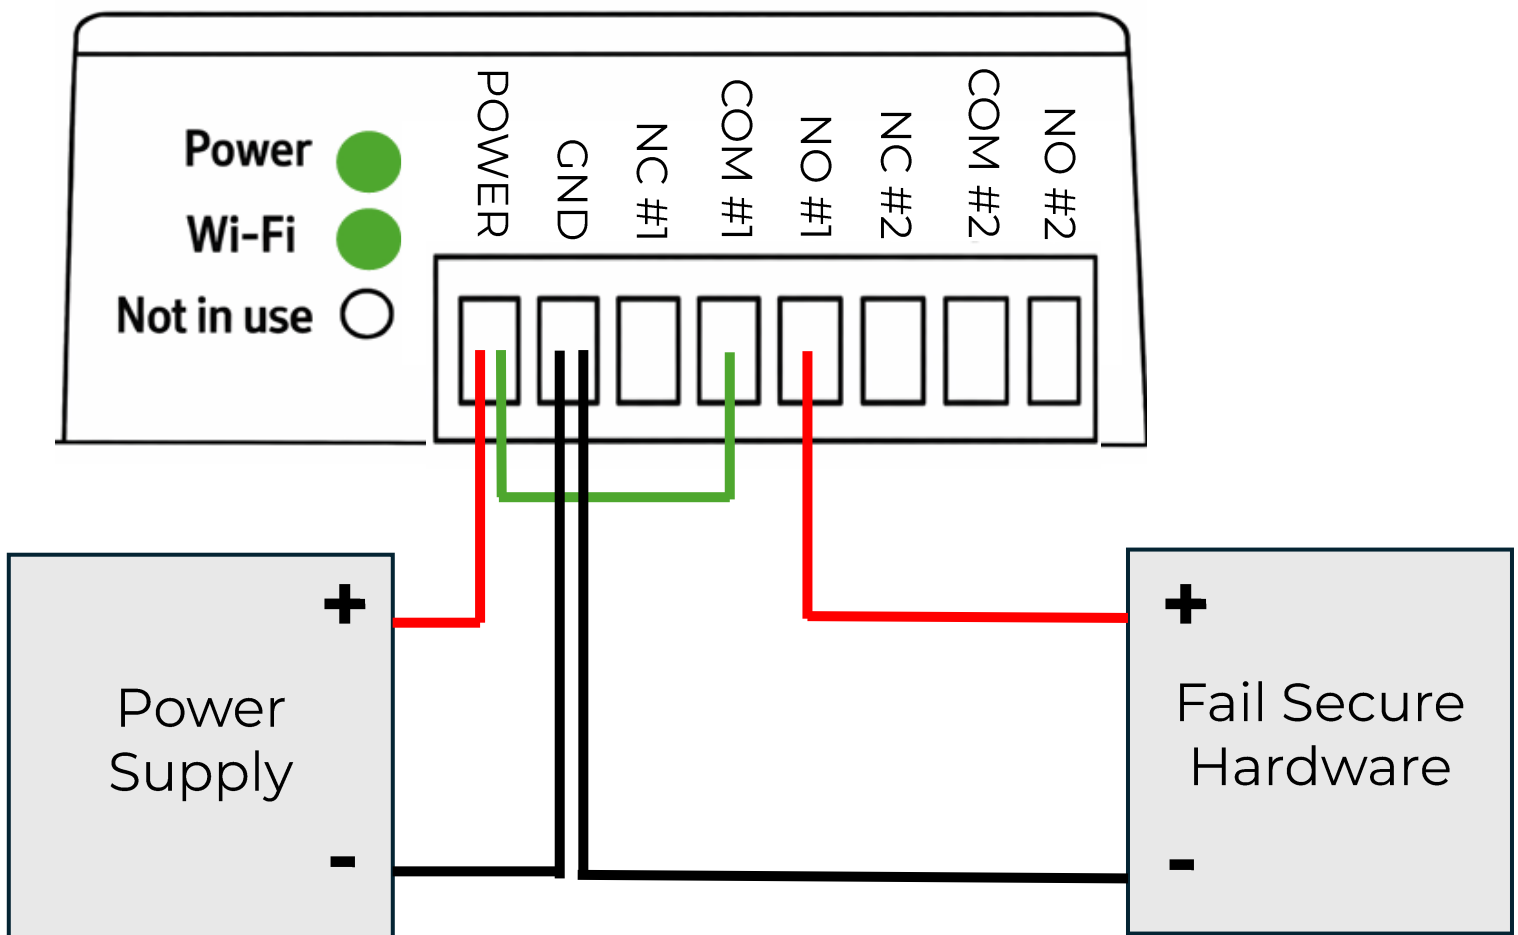 Power
Wi-Fi
Not in use
POWER
GND
NC #1
COM #1
NO #1
NC #2
COM #2
NO #2
+
Power
Supply
-
+
Fail Secure
Hardware
-